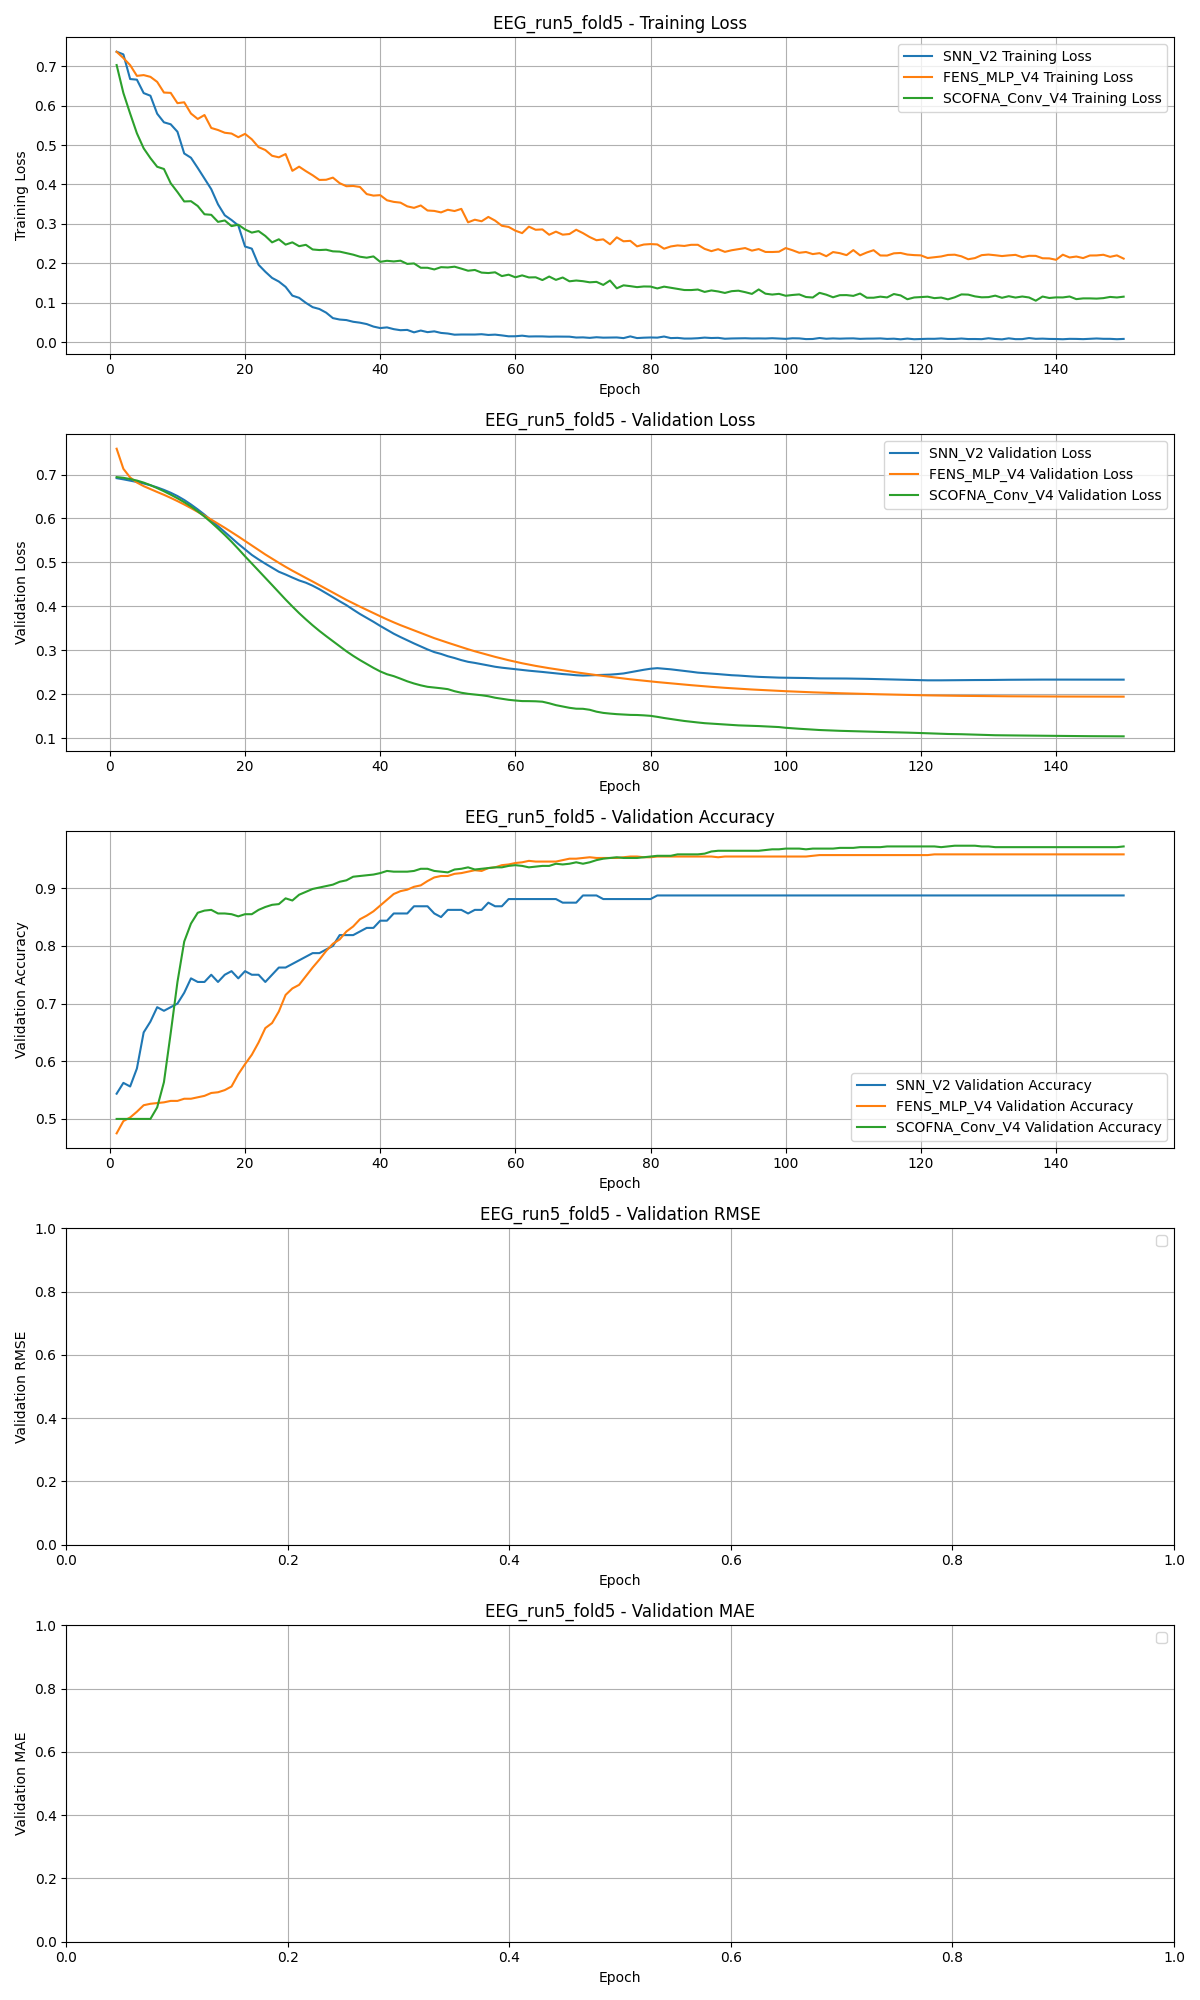 EEG_run5_fold5 - Training Loss
SNN_V2 Training Loss
FENS_MLP_V4 Training Loss
SCOFNA_Conv_V4 Training Loss
Training Loss
0.7
0.6
0.5
0.4
0.3
0.2
0.1
0.0
0 20 40 60 80 100 120 140
Epoch
EEG_run5_fold5 - Validation Loss
SNN_V2 Validation Loss
FENS_MLP_V4 Validation Loss
SCOFNA_Conv_V4 Validation Loss
Validation Loss
0.7
0.6
0.5
0.4
0.3
0.2
0.1
0 20 40 60 80 100 120 140
Epoch
EEG_run5_fold5 - Validation Accuracy
Validation Accuracy
0.9
0.8
0.7
0.6
0.5
SNN_V2 Validation Accuracy
FENS_MLP_V4 Validation Accuracy
SCOFNA_Conv_V4 Validation Accuracy
0 20 40 60 80 100 120 140
Epoch
EEG_run5_fold5 - Validation RMSE
Validation RMSE
1.0
0.8
0.6
0.4
0.2
0.0
0.0 0.2 0.4 0.6 0.8 1.0
Epoch
EEG_run5_fold5 - Validation MAE
Validation MAE
1.0
0.8
0.6
0.4
0.2
0.0
0.0 0.2 0.4 0.6 0.8 1.0
Epoch